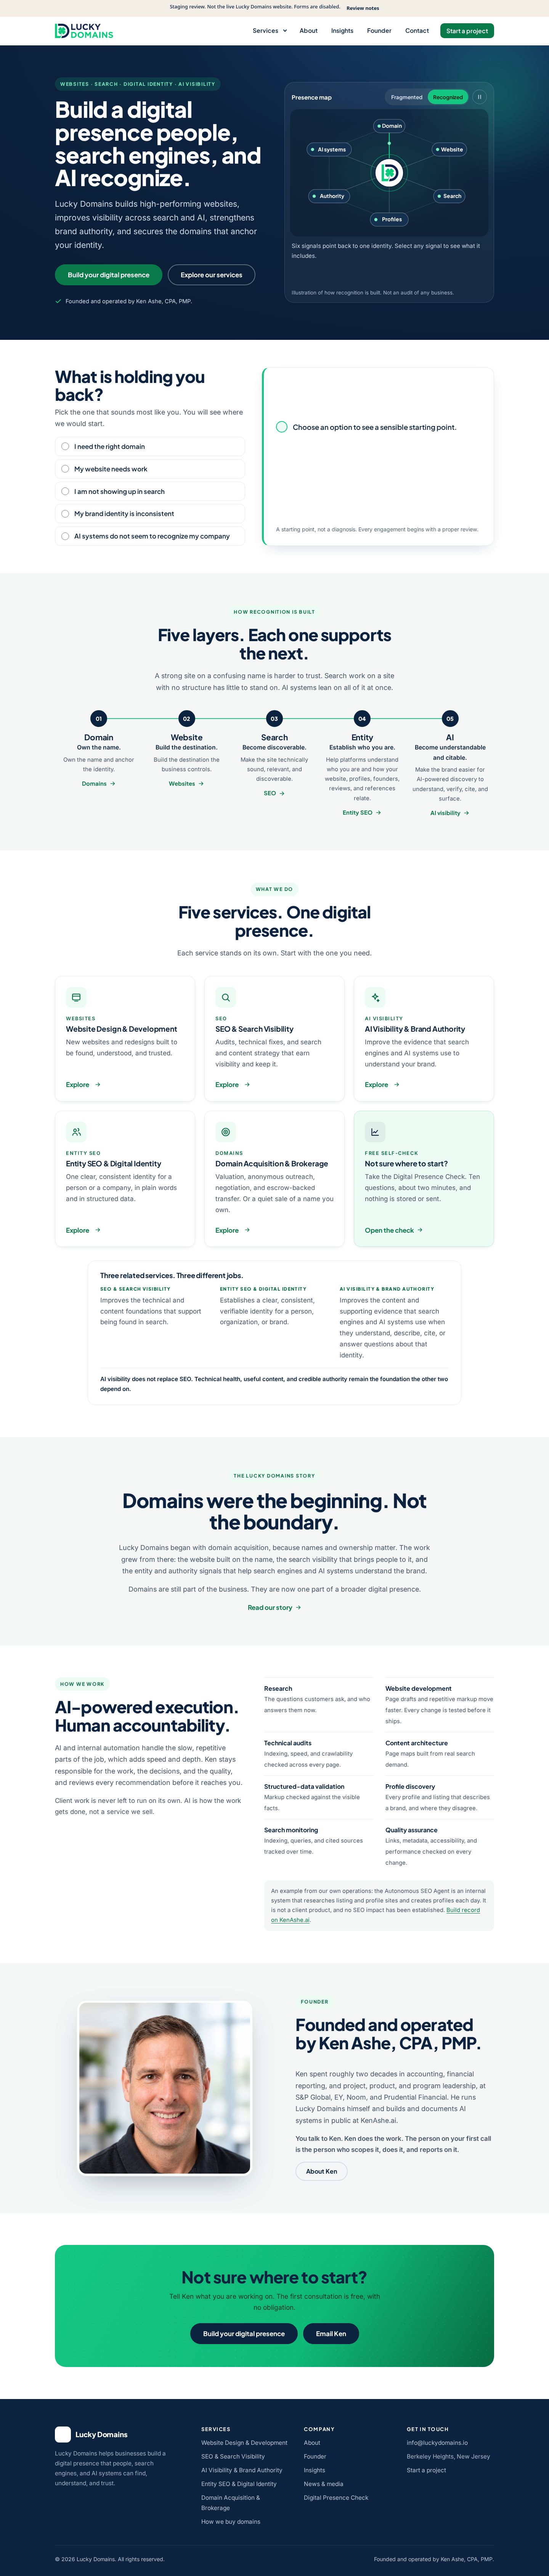 Staging review. Not the live Lucky Domains website. Forms are disabled. Review notes
LUCKY DOMAINS
Services About Insights Founder Contact Start a project
WEBSITES · SEARCH · DIGITAL IDENTITY · AI VISIBILITY
Build a digital
presence people,
search engines, and
AI recognize.
Lucky Domains builds high-performing websites,
improves visibility across search and AI, strengthens
brand authority, and secures the domains that anchor
your identity.
Build your digital presence
Explore our services
Founded and operated by Ken Ashe, CPA, PMP.
Presence map
Fragmented Recognized
Domain
AI systems
Website
Authority
Search
Profiles
Six signals point back to one identity. Select any signal to see what it
includes.
Illustration of how recognition is built. Not an audit of any business.
What is holding you
back?
Pick the one that sounds most like you. You will see where
we would start.
I need the right domain
My website needs work
I am not showing up in search
My brand identity is inconsistent
AI systems do not seem to recognize my company
Choose an option to see a sensible starting point.
A starting point, not a diagnosis. Every engagement begins with a proper review.
HOW RECOGNITION IS BUILT
Five layers. Each one supports
the next.
A strong site on a confusing name is harder to trust. Search work on a site
with no structure has little to stand on. AI systems lean on all of it at once.
01
Domain
Own the name.
Own the name and anchor
the identity.
Domains
02
Website
Build the destination.
Build the destination the
business controls.
Websites
03
Search
Become discoverable.
Make the site technically
sound, relevant, and
discoverable.
SEO
04
Entity
Establish who you are.
Help platforms understand
who you are and how your
website, profiles, founders,
reviews, and references
relate.
Entity SEO
05
AI
Become understandable
and citable.
Make the brand easier for
AI-powered discovery to
understand, verify, cite, and
surface.
AI visibility
WHAT WE DO
Five services. One digital
presence.
Each service stands on its own. Start with the one you need.
WEBSITES
Website Design & Development
New websites and redesigns built to
be found, understood, and trusted.
Explore
SEO
SEO & Search Visibility
Audits, technical fixes, and search
and content strategy that earn
visibility and keep it.
Explore
AI VISIBILITY
AI Visibility & Brand Authority
Improve the evidence that search
engines and AI systems use to
understand your brand.
Explore
ENTITY SEO
Entity SEO & Digital Identity
One clear, consistent identity for a
person or a company, in plain words
and in structured data.
Explore
DOMAINS
Domain Acquisition & Brokerage
Valuation, anonymous outreach,
negotiation, and escrow-backed
transfer. Or a quiet sale of a name you
own.
Explore
FREE SELF-CHECK
Not sure where to start?
Take the Digital Presence Check. Ten
questions, about two minutes, and
nothing is stored or sent.
Open the check
Three related services. Three different jobs.
SEO & SEARCH VISIBILITY
Improves the technical and
content foundations that support
being found in search.
ENTITY SEO & DIGITAL IDENTITY
Establishes a clear, consistent,
verifiable identity for a person,
organization, or brand.
AI VISIBILITY & BRAND AUTHORITY
Improves the content and
supporting evidence that search
engines and AI systems use when
they understand, describe, cite, or
answer questions about that
identity.
AI visibility does not replace SEO. Technical health, useful content, and credible authority remain the foundation the other two
depend on.
THE LUCKY DOMAINS STORY
Domains were the beginning. Not
the boundary.
Lucky Domains began with domain acquisition, because names and ownership matter. The work
grew from there: the website built on the name, the search visibility that brings people to it, and
the entity and authority signals that help search engines and AI systems understand the brand.
Domains are still part of the business. They are now one part of a broader digital presence.
Read our story
HOW WE WORK
AI-powered execution.
Human accountability.
AI and internal automation handle the slow, repetitive
parts of the job, which adds speed and depth. Ken stays
responsible for the work, the decisions, and the quality,
and reviews every recommendation before it reaches you.
Client work is never left to run on its own. AI is how the work
gets done, not a service we sell.
Research
The questions customers ask, and who
answers them now.
Website development
Page drafts and repetitive markup move
faster. Every change is tested before it
ships.
Technical audits
Indexing, speed, and crawlability
checked across every page.
Content architecture
Page maps built from real search
demand.
Structured-data validation
Markup checked against the visible
facts.
Profile discovery
Every profile and listing that describes
a brand, and where they disagree.
Search monitoring
Indexing, queries, and cited sources
tracked over time.
Quality assurance
Links, metadata, accessibility, and
performance checked on every
change.
An example from our own operations: the Autonomous SEO Agent is an internal
system that researches listing and profile sites and creates profiles each day. It
is not a client product, and no SEO impact has been established. Build record
on KenAshe.ai.
FOUNDER
Founded and operated
by Ken Ashe, CPA, PMP.
Ken spent roughly two decades in accounting, financial
reporting, and project, product, and program leadership, at
S&P Global, EY, Noom, and Prudential Financial. He runs
Lucky Domains himself and builds and documents AI
systems in public at KenAshe.ai.
You talk to Ken. Ken does the work. The person on your first call
is the person who scopes it, does it, and reports on it.
About Ken
Not sure where to start?
Tell Ken what you are working on. The first consultation is free, with
no obligation.
Build your digital presence
Email Ken
Lucky Domains
Lucky Domains helps businesses build a
digital presence that people, search
engines, and AI systems can find,
understand, and trust.
SERVICES
Website Design & Development
SEO & Search Visibility
AI Visibility & Brand Authority
Entity SEO & Digital Identity
Domain Acquisition &
Brokerage
How we buy domains
COMPANY
About
Founder
Insights
News & media
Digital Presence Check
GET IN TOUCH
info@luckydomains.io
Berkeley Heights, New Jersey
Start a project
© 2026 Lucky Domains. All rights reserved.
Founded and operated by Ken Ashe, CPA, PMP.